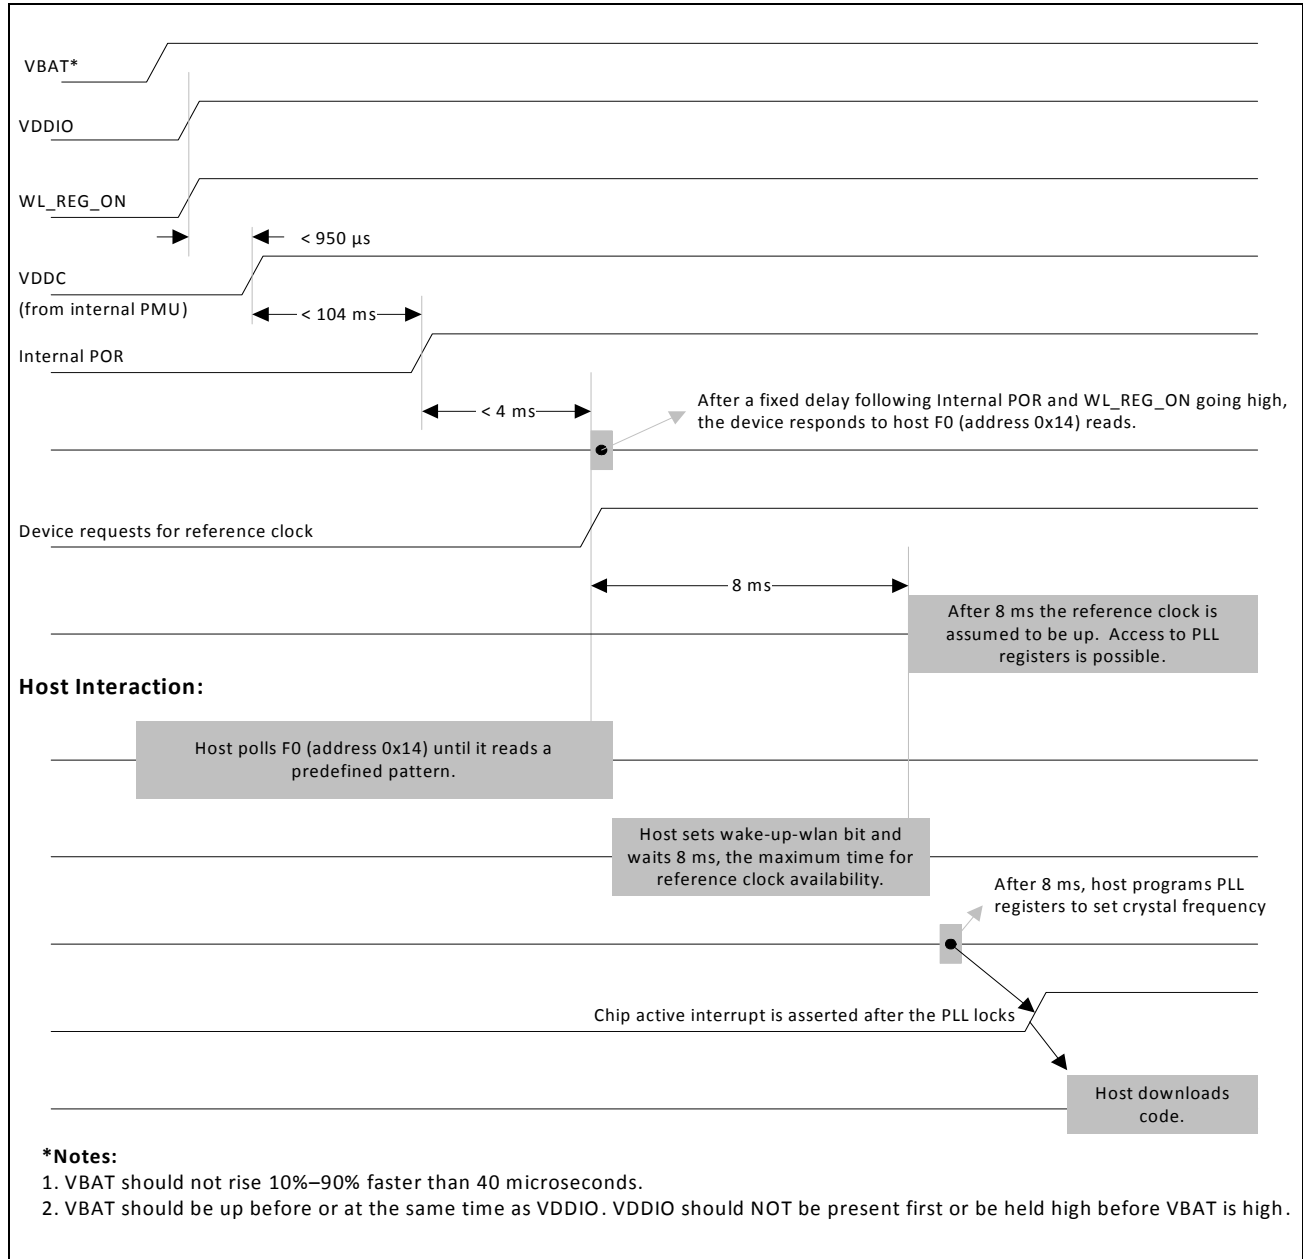 VBAT*
VDDIO
WL_REG_ON
< 950 µs
VDDC
(from internal PMU)
< 104 ms
Internal POR
< 4 ms
After a fixed delay following Internal POR and WL_REG_ON going high,
the device responds to host F0 (address 0x14) reads.
Device requests for reference clock
8 ms
After 8 ms the reference clock is
assumed to be up. Access to PLL
registers is possible.
Host Interaction:
Host polls F0 (address 0x14) until it reads a
predefined pattern.
Host sets wake-up-wlan bit and
waits 8 ms, the maximum time for
reference clock availability.
After 8 ms, host programs PLL
registers to set crystal frequency
Chip active interrupt is asserted after the PLL locks
Host downloads
code.
*Notes:
1. VBAT should not rise 10%–90% faster than 40 microseconds.
2. VBAT should be up before or at the same time as VDDIO. VDDIO should NOT be present first or be held high before VBAT is high.